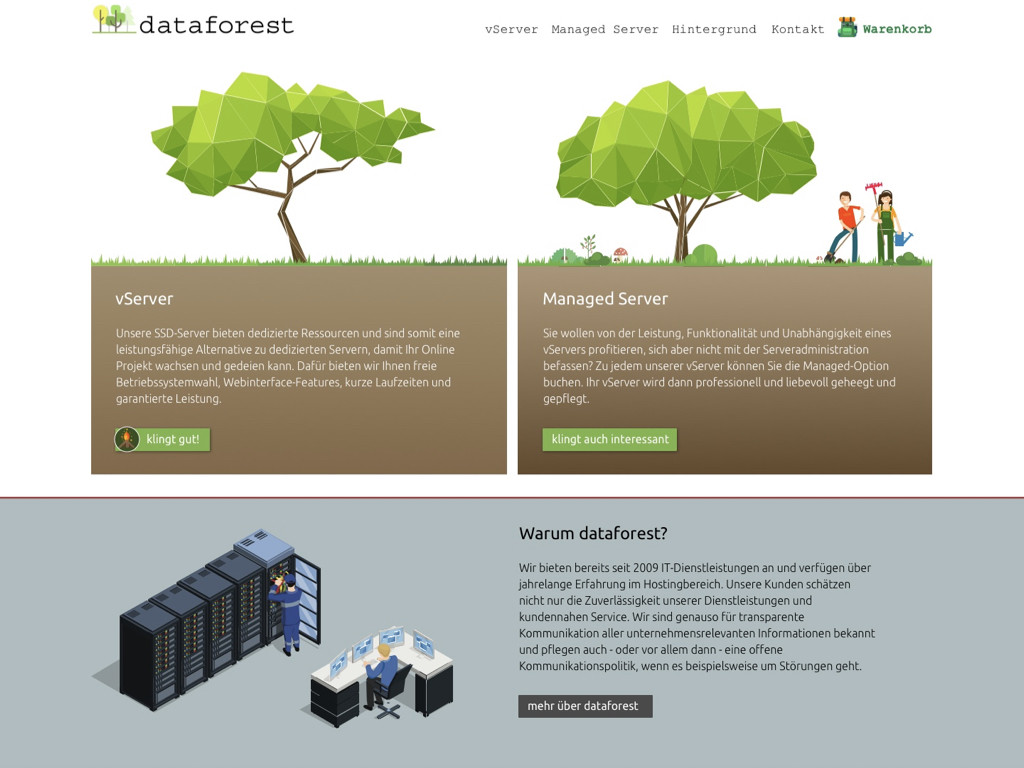 dataforest
vServer Managed Server Hintergrund Kontakt Warenkorb
vServer
Unsere SSD-Server bieten dedizierte Ressourcen und sind somit eine
leistungsfähige Alternative zu dedizierten Servern, damit Ihr Online
Projekt wachsen und gedeien kann. Dafür bieten wir Ihnen freie
Betriebssystemwahl, Webinterface-Features, kurze Laufzeiten und
garantierte Leistung.
klingt gut!
Managed Server
Sie wollen von der Leistung, Funktionalität und Unabhängigkeit eines
vServers profitieren, sich aber nicht mit der Serveradministration
befassen? Zu jedem unserer vServer können Sie die Managed-Option
buchen. Ihr vServer wird dann professionell und liebevoll geheegt und
gepflegt.
klingt auch interessant
Warum dataforest?
Wir bieten bereits seit 2009 IT-Dienstleistungen an und verfügen über
jahrelange Erfahrung im Hostingbereich. Unsere Kunden schätzen
nicht nur die Zuverlässigkeit unserer Dienstleistungen und
kundennahen Service. Wir sind genauso für transparente
Kommunikation aller unternehmensrelevanten Informationen bekannt
und pflegen auch - oder vor allem dann - eine offene
Kommunikationspolitik, wenn es beispielsweise um Störungen geht.
mehr über dataforest